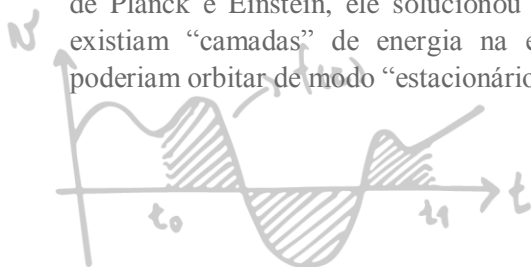 de Planck e Einstein, ele solucionou
existiam “camadas” de energia na e
poderiam orbitar de modo “estacionário
t₀
t₁
t